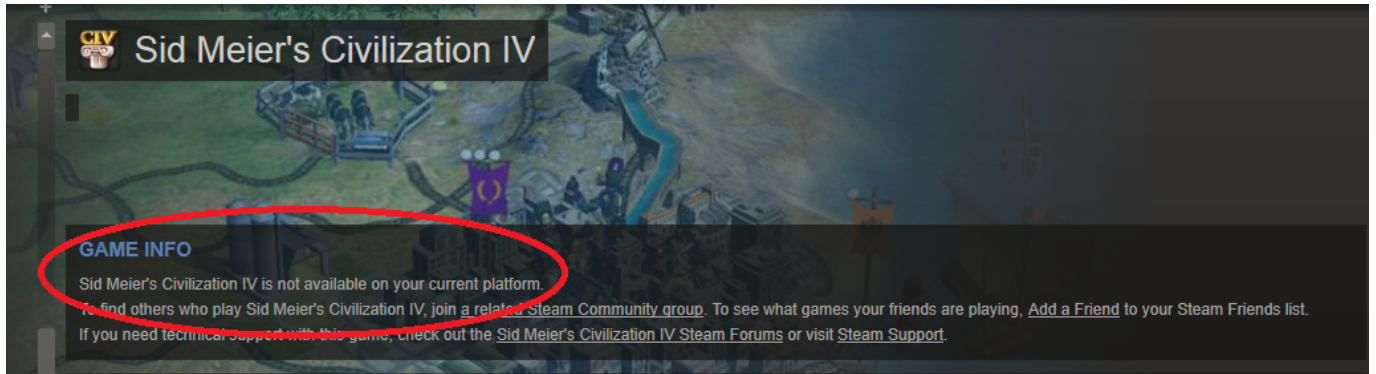 CIV
Sid Meier's Civilization IV
GAME INFO
Sid Meier's Civilization IV is not available on your current platform.
To find others who play Sid Meier's Civilization IV, join a related Steam Community group. To see what games your friends are playing, Add a Friend to your Steam Friends list.
If you need technical support with this game, check out the Sid Meier's Civilization IV Steam Forums or visit Steam Support.